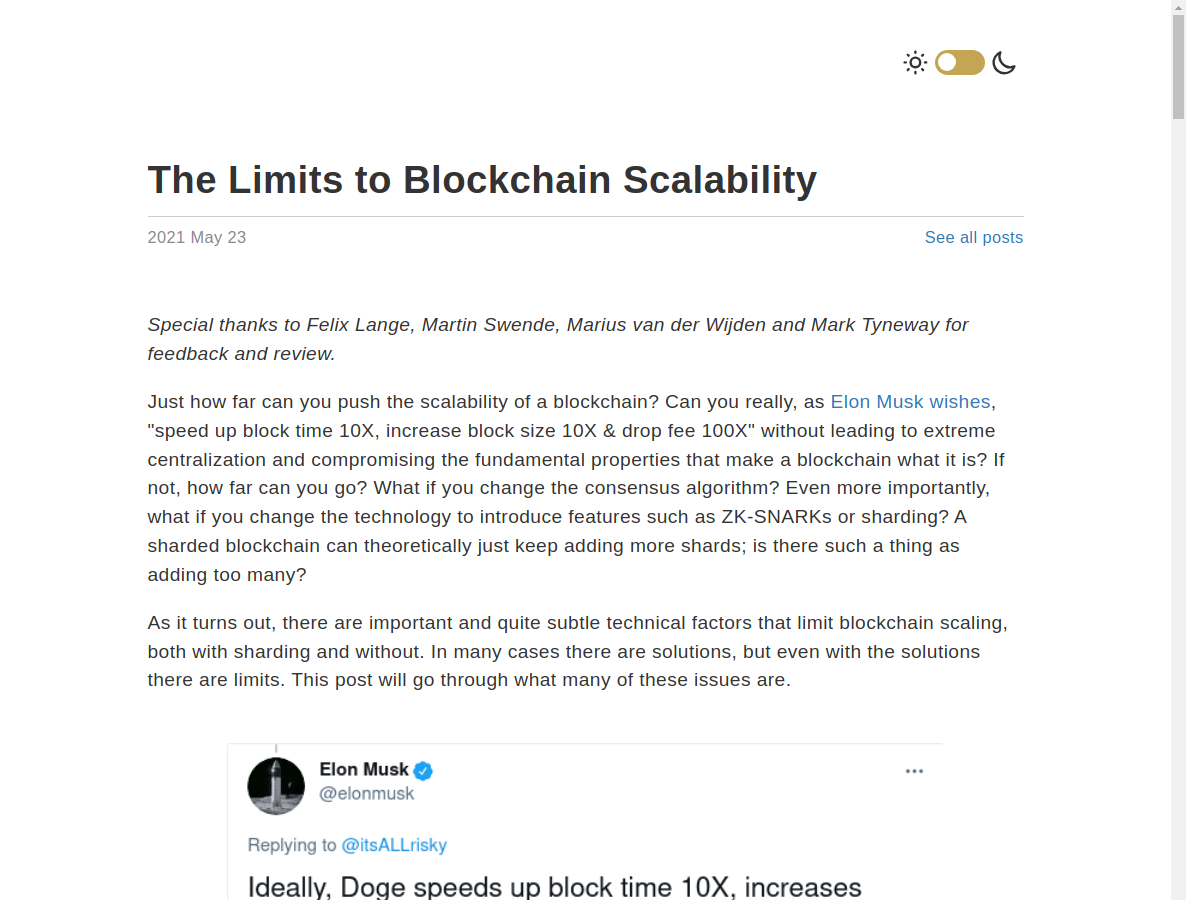 The Limits to Blockchain Scalability
2021 May 23
See all posts
Special thanks to Felix Lange, Martin Swende, Marius van der Wijden and Mark Tyneway for
feedback and review.
Just how far can you push the scalability of a blockchain? Can you really, as Elon Musk wishes,
"speed up block time 10X, increase block size 10X & drop fee 100X" without leading to extreme
centralization and compromising the fundamental properties that make a blockchain what it is? If
not, how far can you go? What if you change the consensus algorithm? Even more importantly,
what if you change the technology to introduce features such as ZK-SNARKs or sharding? A
sharded blockchain can theoretically just keep adding more shards; is there such a thing as
adding too many?
As it turns out, there are important and quite subtle technical factors that limit blockchain scaling,
both with sharding and without. In many cases there are solutions, but even with the solutions
there are limits. This post will go through what many of these issues are.
Elon Musk
@elonmusk
Replying to @itsALLrisky
Ideally, Doge speeds up block time 10X, increases